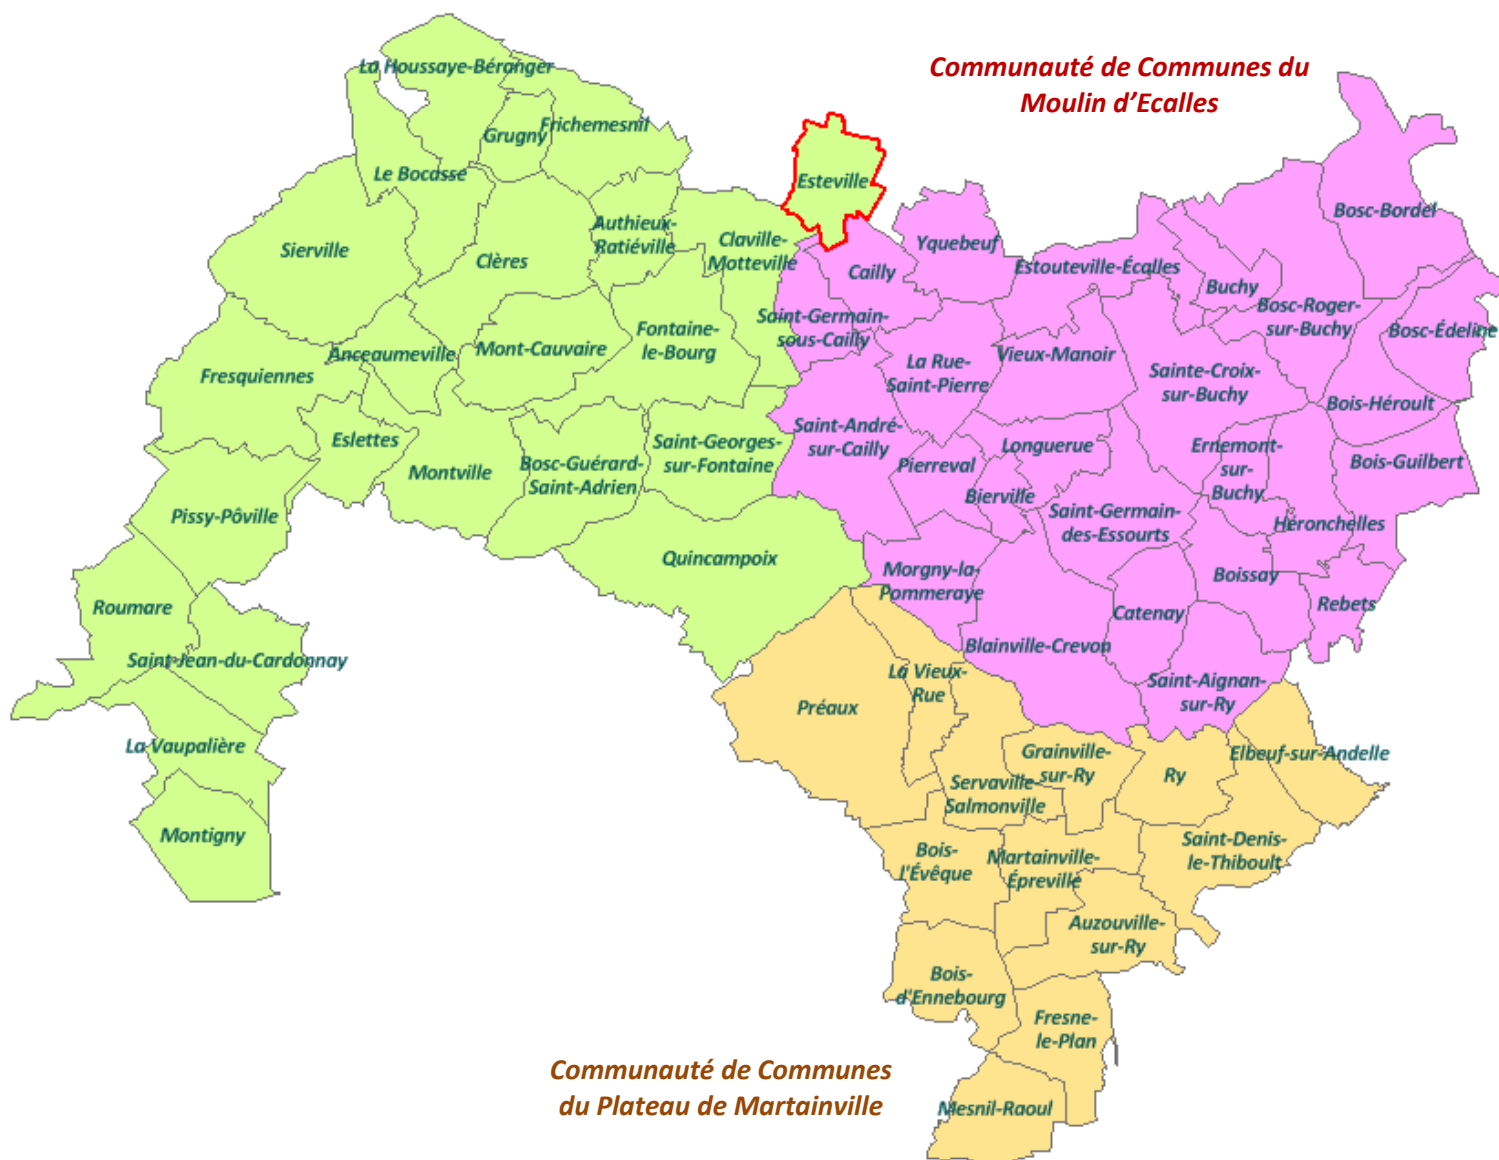 Communauté de Communes du
Moulin d’Ecalles
La Houssaye-Béranger
Grugny
Frichemesnil
Le Bocasse
Esteville
Sierville
Clères
Authieux-
Ratiéville
Claville-
Motteville
Cailly
Yquebeuf
Estouteville-Écalles
Buchy
Bosc-Bordel
Bosc-Roger-
sur-Buchy
Bosc-Édeline
Saint-Germain-
sous-Cailly
Fontaine-
le-Bourg
Mont-Cauvaire
Anceaumeville
Fresquiennes
La Rue-
Saint-Pierre
Vieux-Manoir
Sainte-Croix-
sur-Buchy
Bois-Héroult
Eslettes
Montville
Bosc-Guérard-
Saint-Adrien
Saint-Georges-
sur-Fontaine
Saint-André-
sur-Cailly
Pierreval
Longuerue
Bierville
Ernemont-
sur-
Buchy
Bois-Guilbert
Pissy-Pôville
Saint-Germain-
des-Essourts
Héronchelles
Quincampoix
Morgny-la-
Pommeraye
Boissay
Rebets
Catenay
Roumare
Saint-Jean-du-Cardonnay
Blainville-Crevon
Saint-Aignan-
sur-Ry
La Vieux-
Rue
Préaux
La Vaupalière
Grainville-
sur-Ry
Ry
Elbeuf-sur-Andelle
Servaville-
Salmonville
Montigny
Bois-
l'Évêque
Martainville-
Épreville
Saint-Denis-
le-Thiboult
Auzouville-
sur-Ry
Bois-
d'Ennebourg
Fresne-
le-Plan
Mesnil-Raoul
Communauté de Communes
du Plateau de Martainville